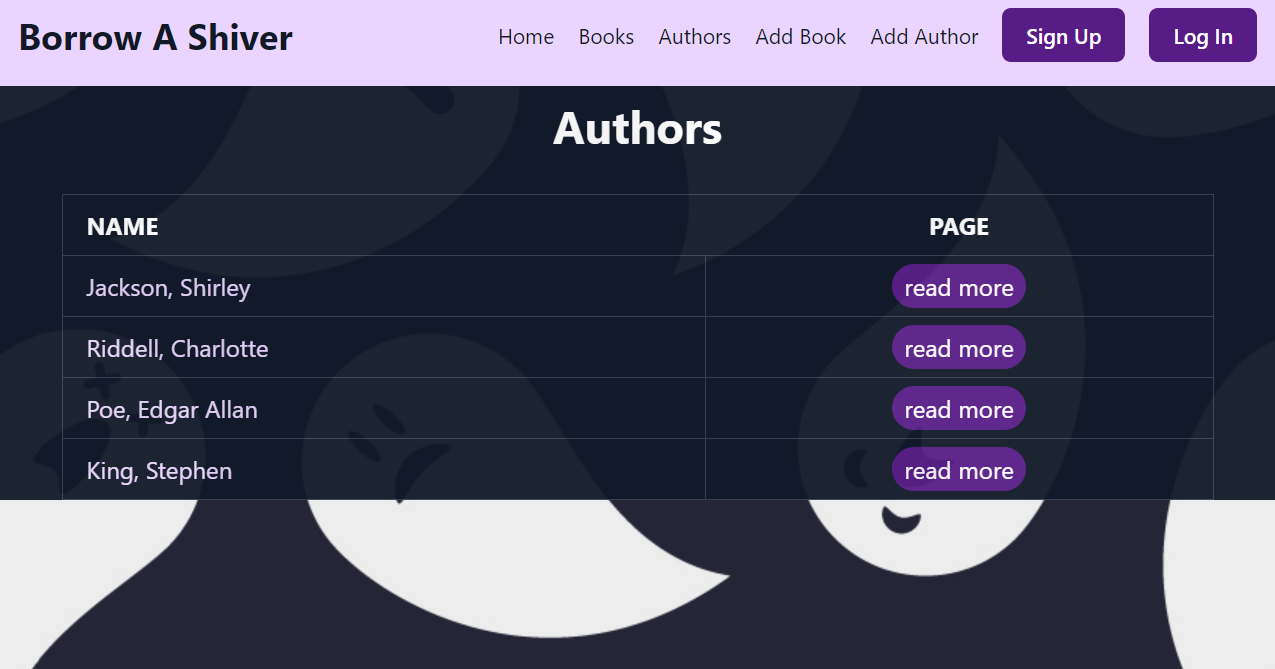 Borrow A Shiver Home Books Authors Add Book Add Author Sign Up Log In
Authors
NAME PAGE
Jackson, Shirley read more
Riddell, Charlotte read more
Poe, Edgar Allan read more
King, Stephen read more